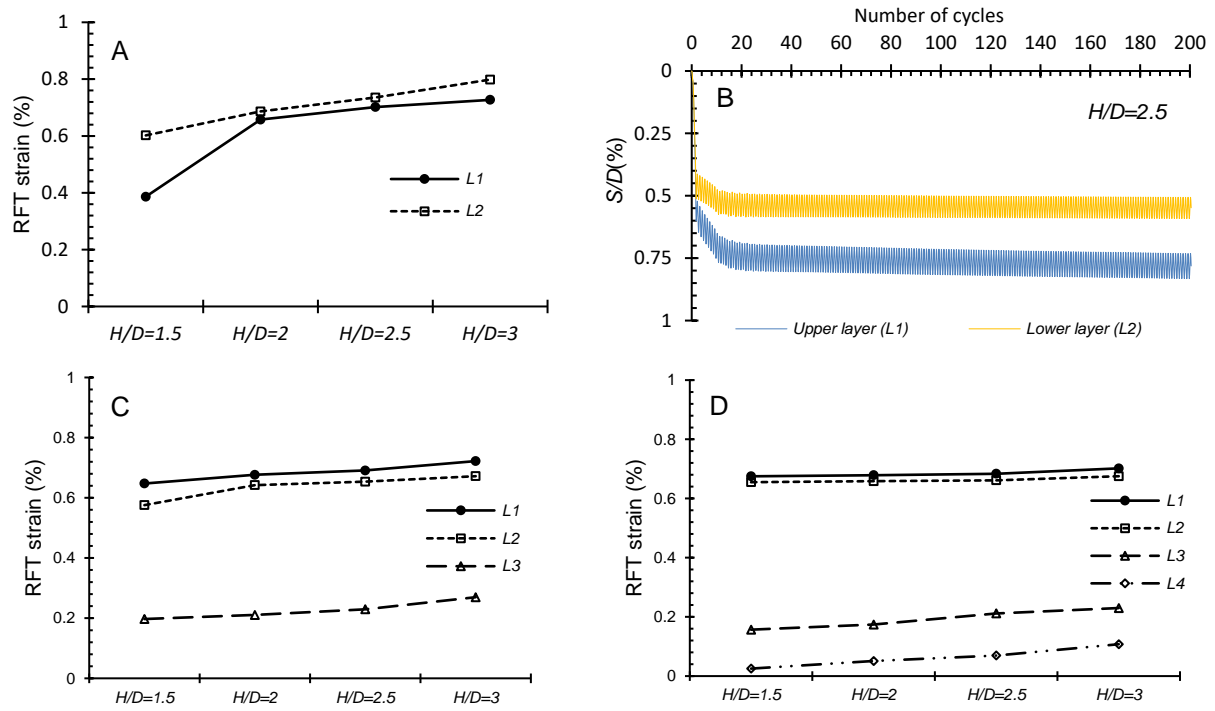 A
RFT strain (%)
1
0.8
0.6
0.4
0.2
0
H/D=1.5 H/D=2 H/D=2.5 H/D=3
L1
L2
Number of cycles
0 20 40 60 80 100 120 140 160 180 200
B
H/D=2.5
S/D(%)
0
0.25
0.5
0.75
1
Upper layer (L1) Lower layer (L2)
C
RFT strain (%)
1
0.8
0.6
0.4
0.2
0
H/D=1.5 H/D=2 H/D=2.5 H/D=3
L1
L2
L3
D
RFT strain (%)
1
0.8
0.6
0.4
0.2
0
H/D=1.5 H/D=2 H/D=2.5 H/D=3
L1
L2
L3
L4